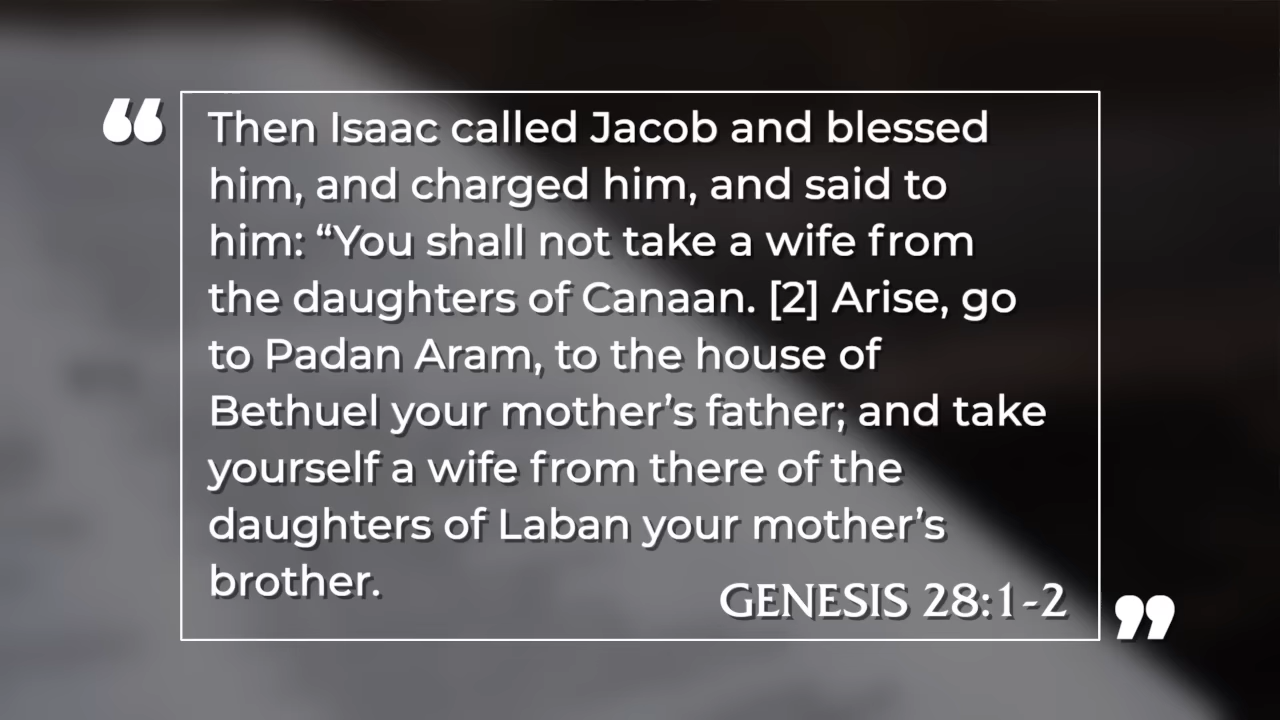 “
Then Isaac called Jacob and blessed
him, and charged him, and said to
him: “You shall not take a wife from
the daughters of Canaan. [2] Arise, go
to Padan Aram, to the house of
Bethuel your mother’s father; and take
yourself a wife from there of the
daughters of Laban your mother’s
brother.
GENESIS 28:1-2
”